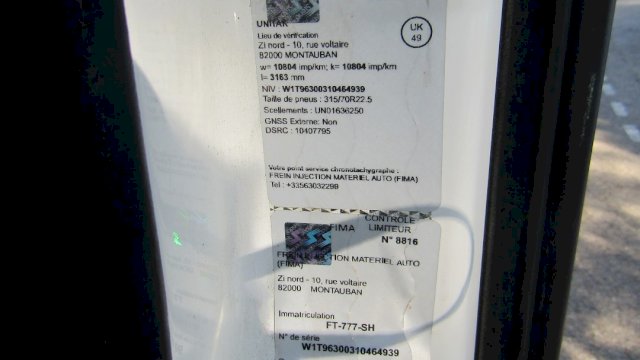 UNITAK
UK
49
Lieu de vérification
Zi nord - 10, rue voltaire
82000 MONTAUBAN
w= 10804 imp/km; k= 10804 imp/km
l= 3163 mm
NIV : W1T96300310464939
Taille de pneus : 315/70R22.5
Scellements : UN01636250
GNSS Externe: Non
DSRC : 10407795
Votre point service chronotachygraphe :
FREIN INJECTION MATERIEL AUTO (FIMA)
Tel : +33563032299
CONTROLE
FIMA LIMITEUR
N° 8816
FREIN INJECTION MATERIEL AUTO
(FIMA)
Zi nord - 10, rue voltaire
82000 MONTAUBAN
Immatriculation
FT-777-SH
N° de série
W1T96300310464939